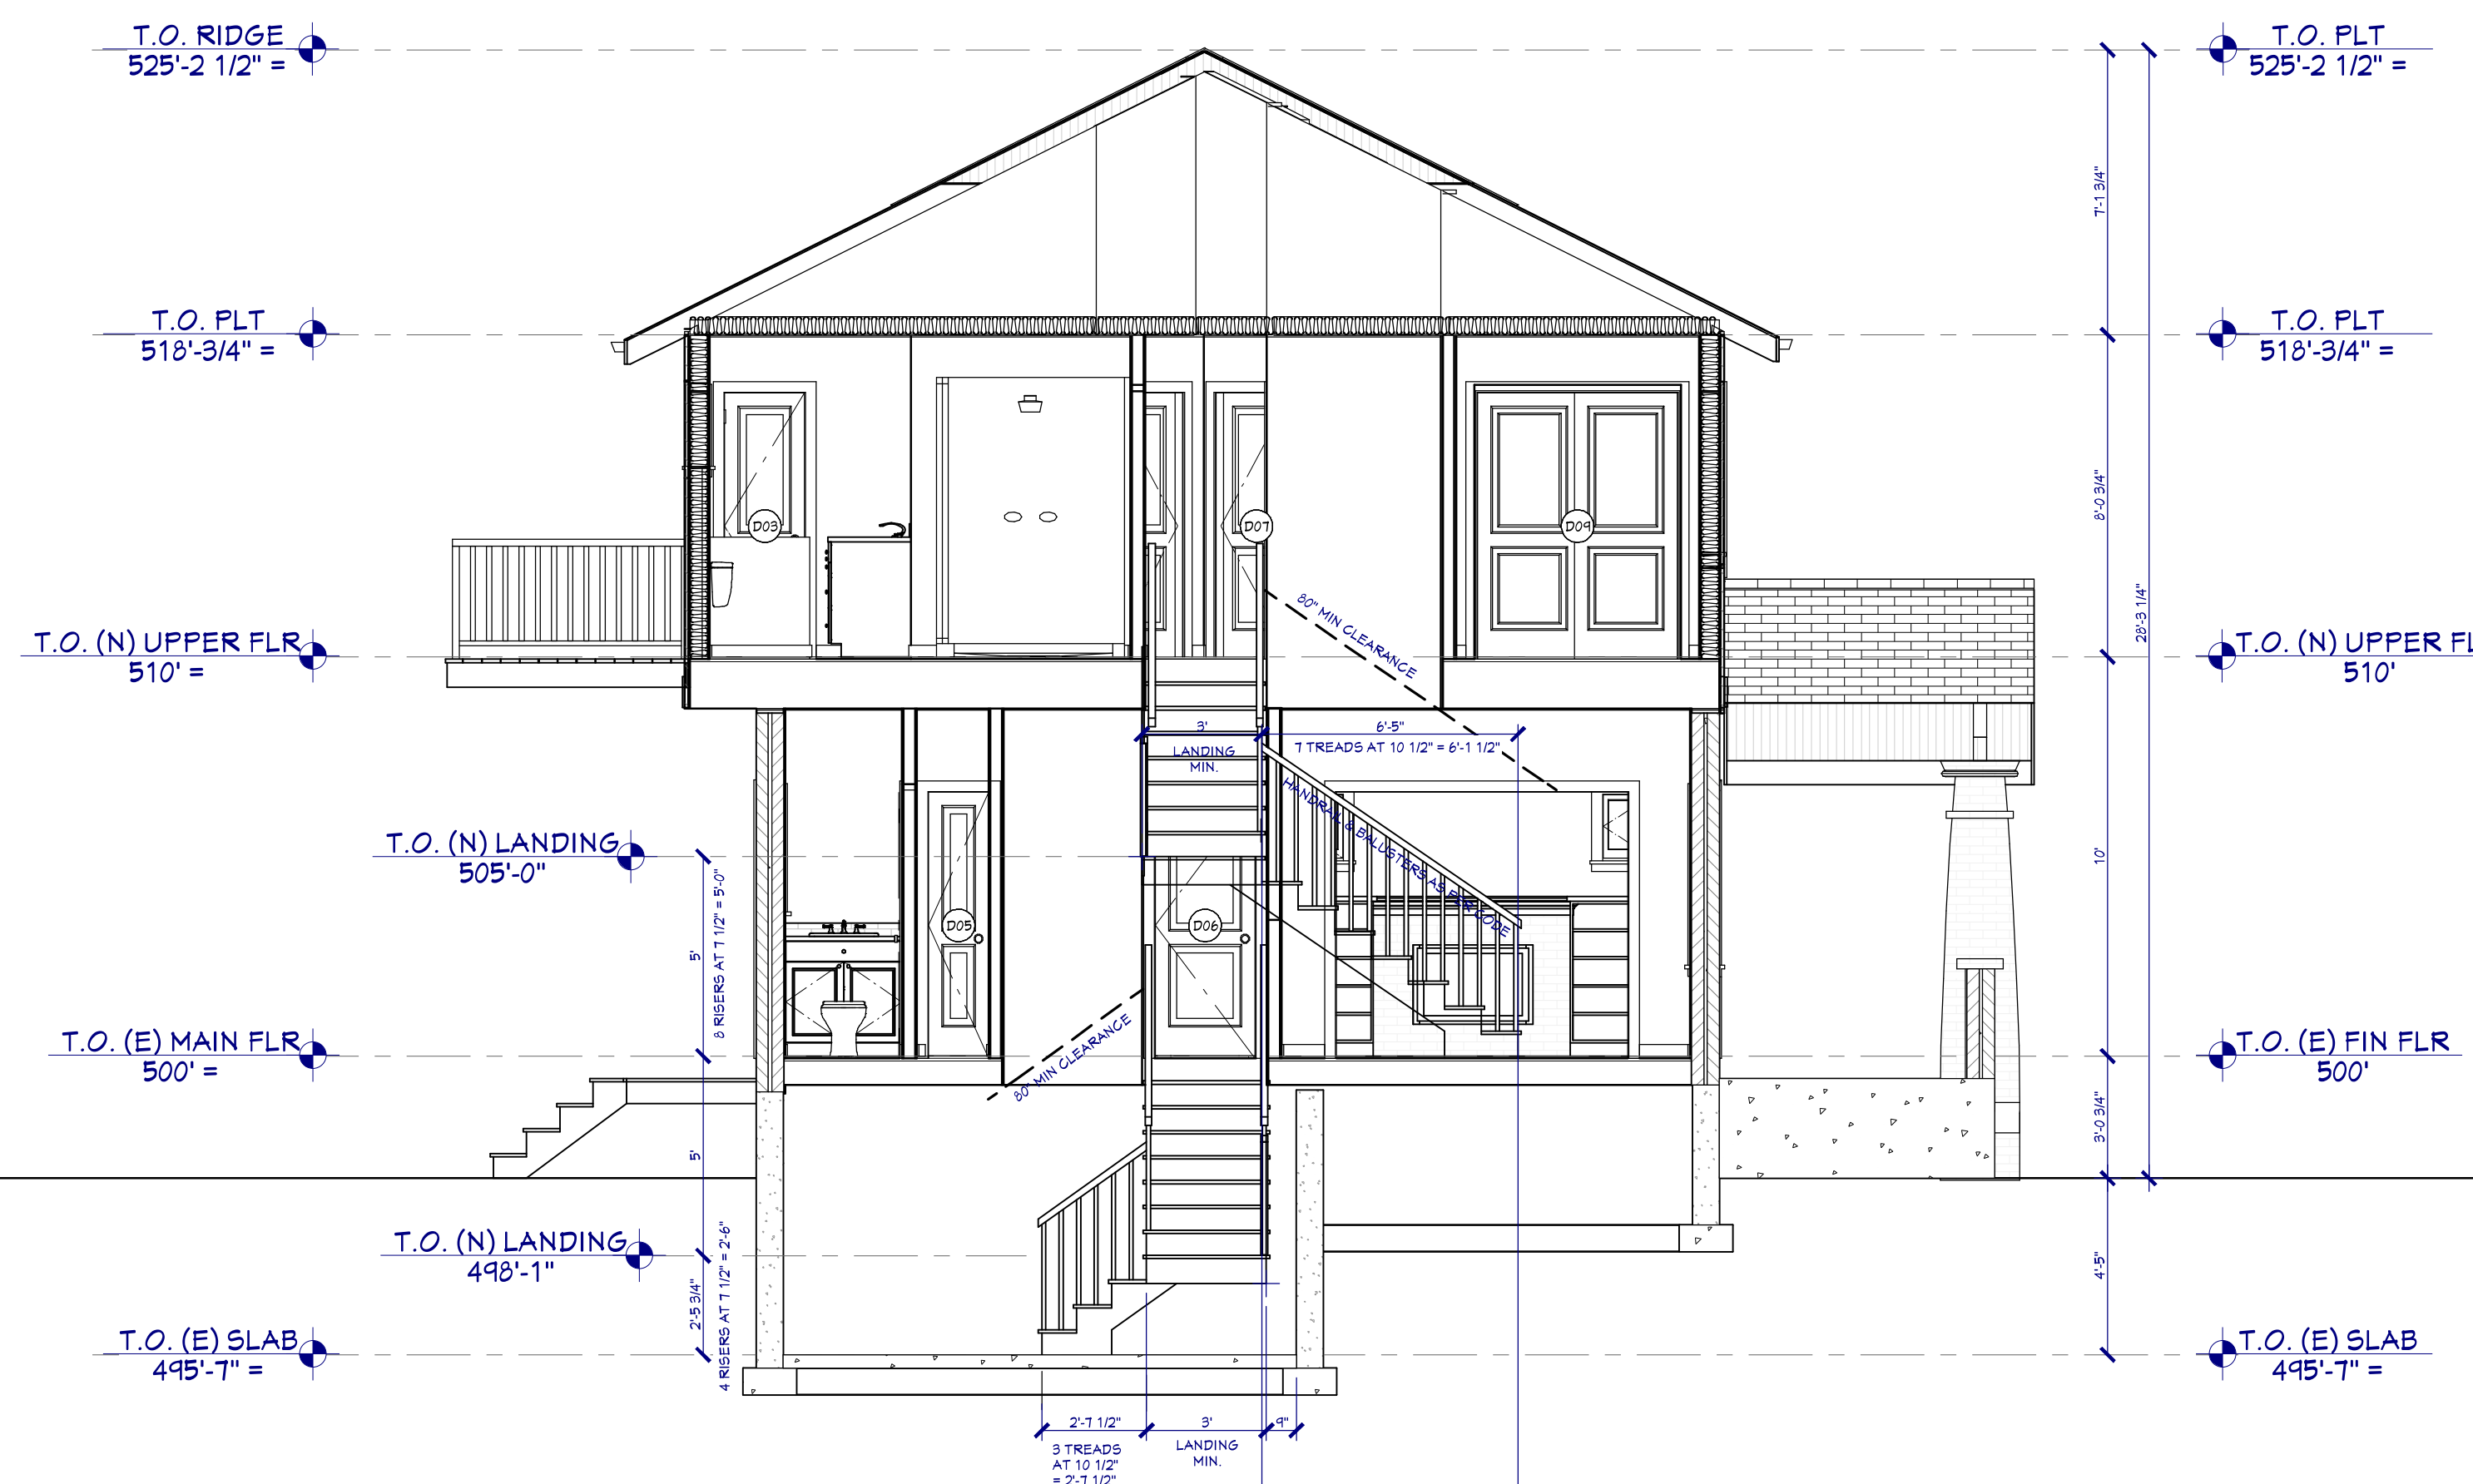 T.O. RIDGE
525'-2 1/2" =
T.O. PLT
525'-2 1/2" =
7'-1 3/4"
T.O. PLT
518'-3/4" =
T.O. PLT
518'-3/4" =
8'-0 3/4"
D03
D07
D09
28'-3 1/4"
80" MIN CLEARANCE
T.O. (N) UPPER FLR
510' =
T.O. (N) UPPER FL
510'
3'
LANDING
MIN.
6'-5"
7 TREADS AT 10 1/2" = 6'-1 1/2"
HANDRAIL & BALUSTERS AS PER CODE
T.O. (N) LANDING
505'-0"
10'
D05
D06
5'
8 RISERS AT 7 1/2" = 5'-0"
T.O. (E) MAIN FLR
500' =
T.O. (E) FIN FLR
500'
80" MIN CLEARANCE
3'-0 3/4"
5'
T.O. (N) LANDING
498'-1"
4'-5"
2'-5 3/4"
4 RISERS AT 7 1/2" = 2'-6"
T.O. (E) SLAB
495'-7" =
T.O. (E) SLAB
495'-7" =
2'-7 1/2"
3'
9"
3 TREADS
AT 10 1/2"
= 2'-7 1/2"
LANDING
MIN.